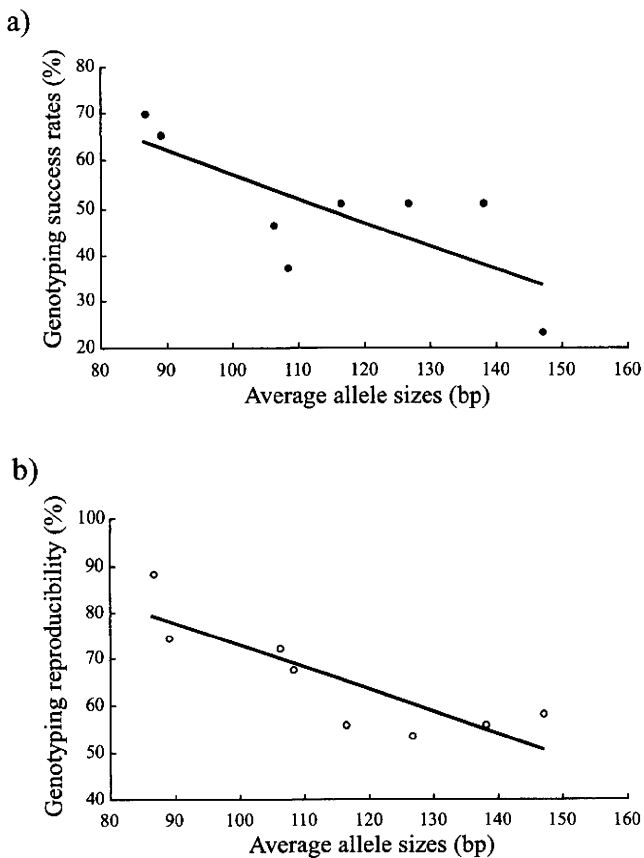 a)
Genotyping success rates (%)
80
70
60
50
40
30
20
80 90 100 110 120 130 140 150 160
Average allele sizes (bp)
b)
Genotyping reproducibility (%)
100
90
80
70
60
50
40
80 90 100 110 120 130 140 150 160
Average allele sizes (bp)